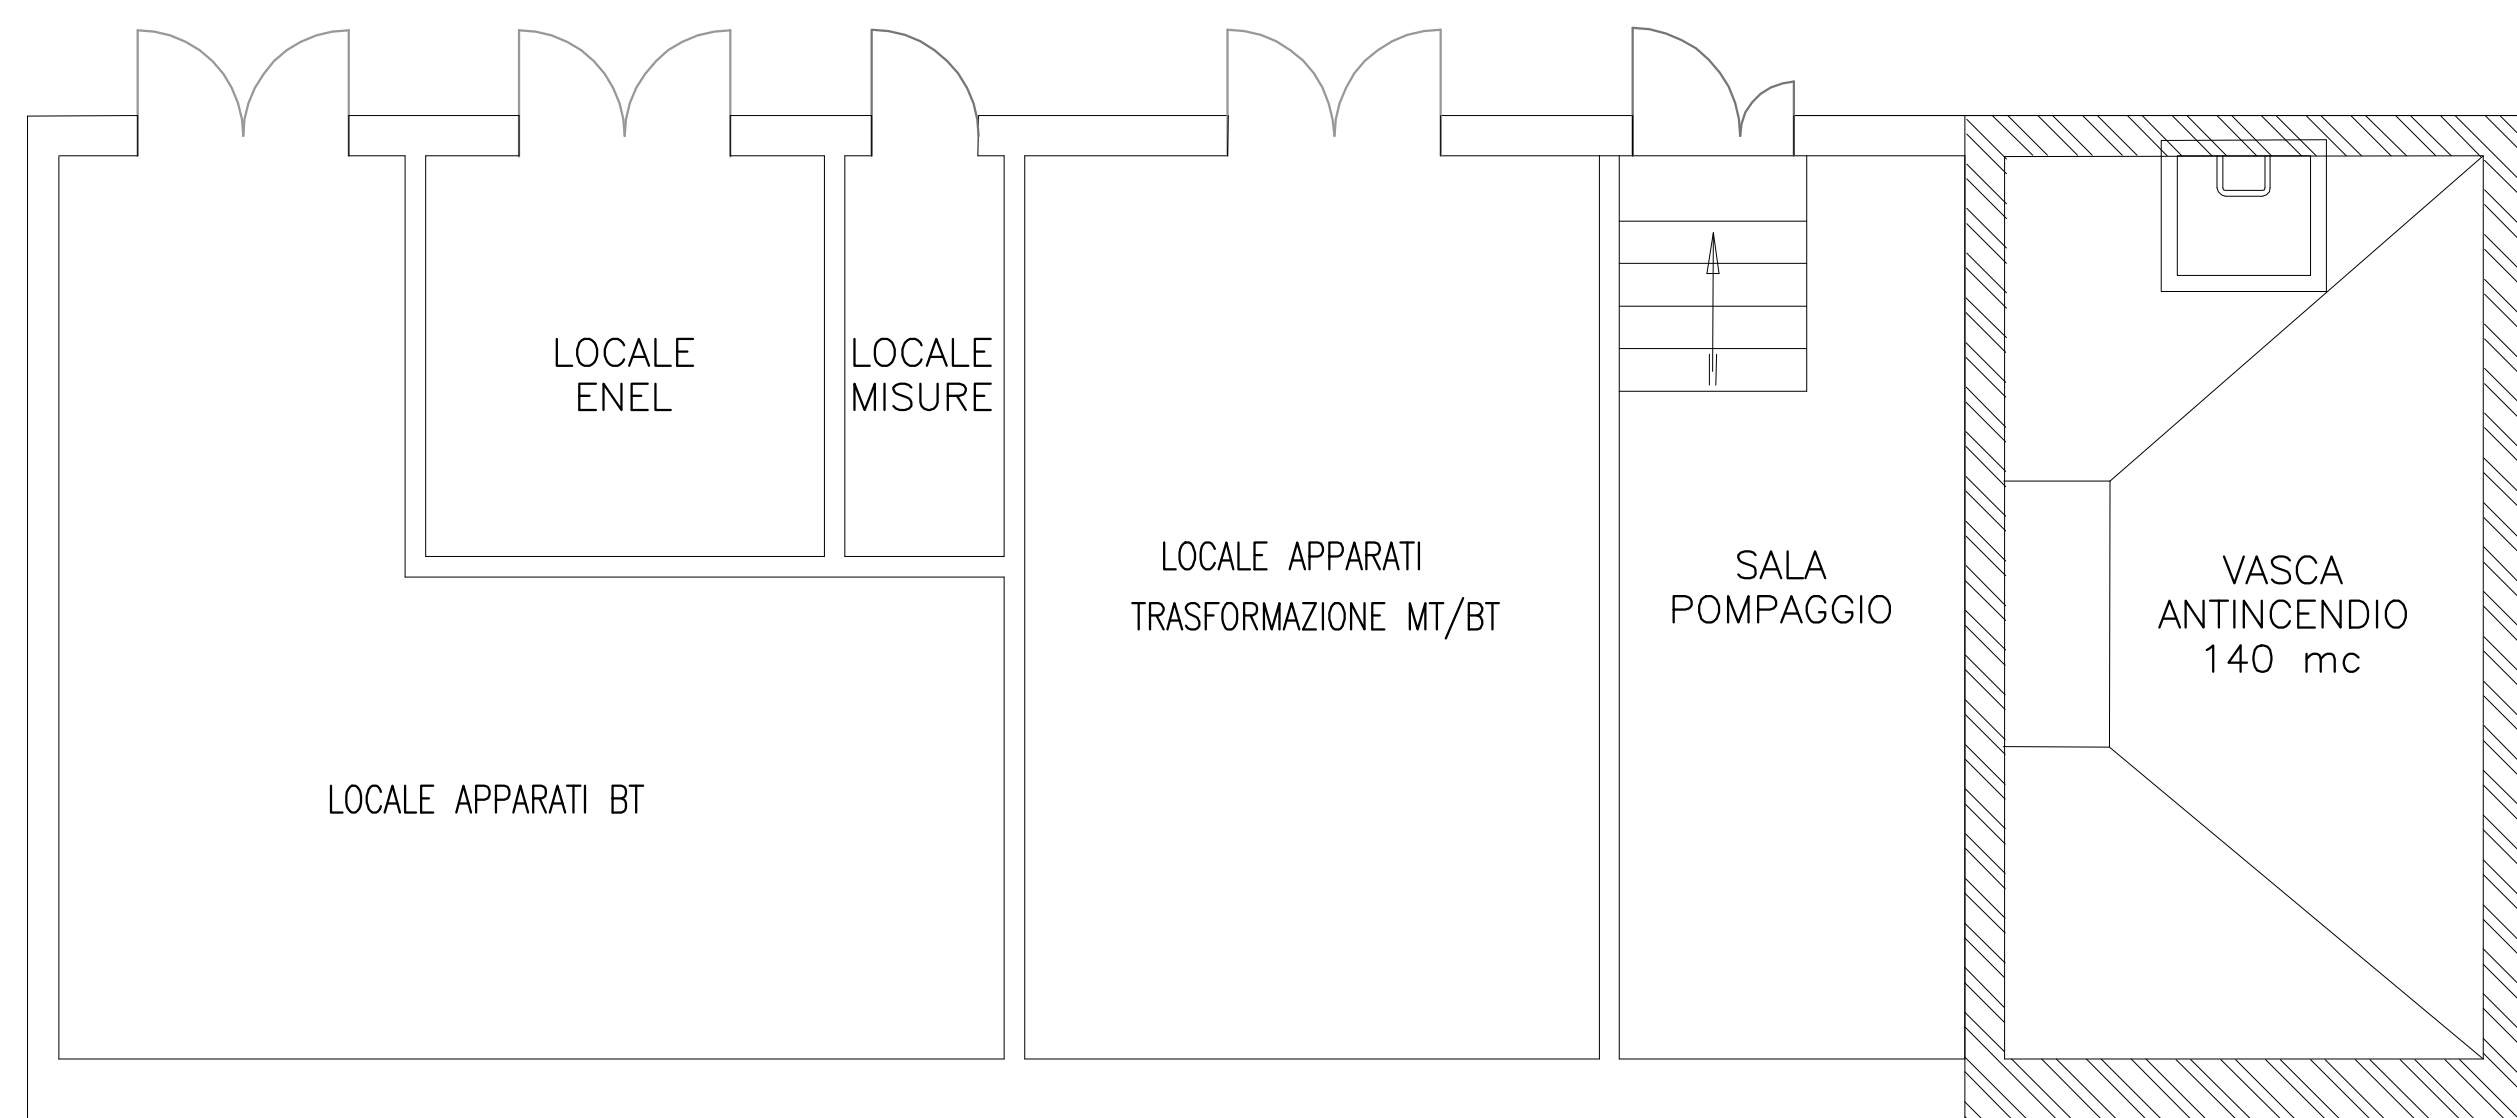 LOCALE
ENEL
LOCALE
MISURE
LOCALE APPARATI
TRASFORMAZIONE MT/BT
SALA
POMPAGGIO
VASCA
ANTINCENDIO
140 mc
LOCALE APPARATI BT